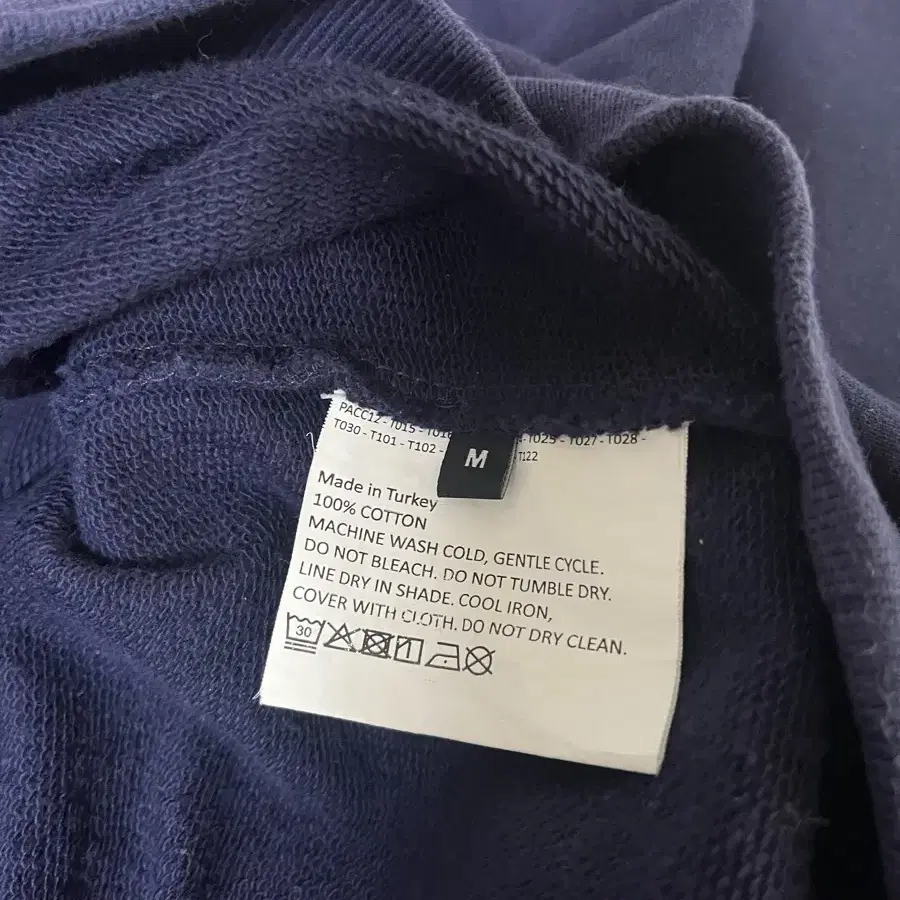 PACC12 - T015 - T025 - T027 - T028 -
T030 - T101 - T102 - T122
M
Made in Turkey
100% COTTON
MACHINE WASH COLD, GENTLE CYCLE.
DO NOT BLEACH. DO NOT TUMBLE DRY.
LINE DRY IN SHADE. COOL IRON,
COVER WITH CLOTH. DO NOT DRY CLEAN.
30